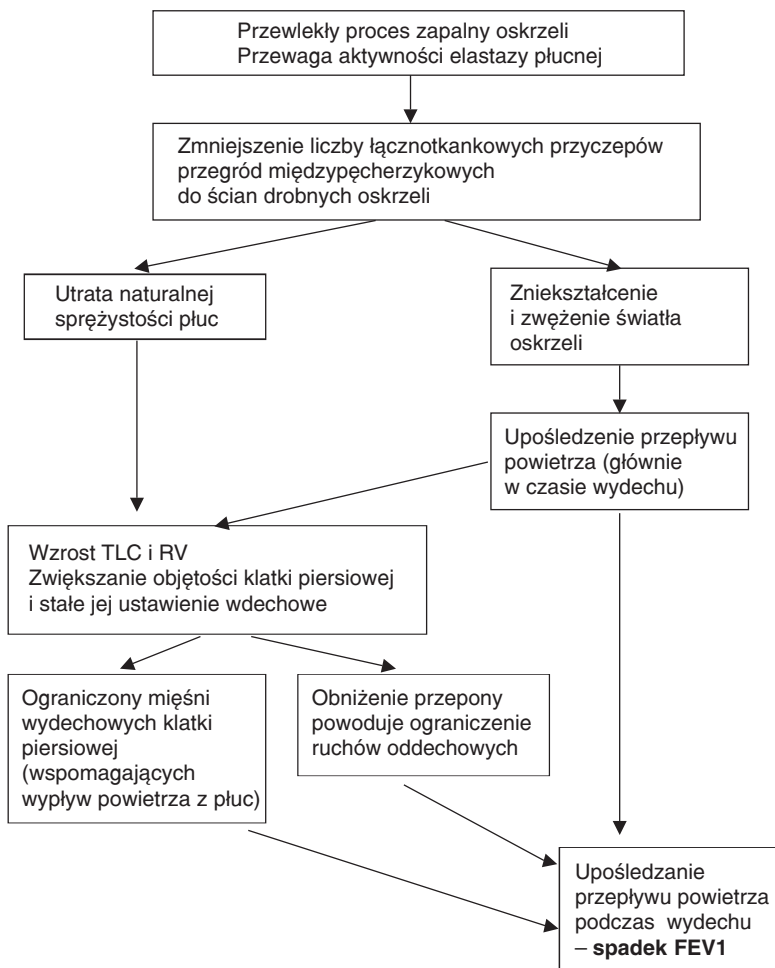 Przewlekły proces zapalny oskrzeli
Przewaga aktywności elastazy płucnej
Zmniejszenie liczby łącznotkankowych przyczepów
przegród międzypęcherzykowych
do ścian drobnych oskrzeli
Utrata naturalnej
sprężystości płuc
Zniekształcenie
i zwężenie światła
oskrzeli
Upośledzenie przepływu
powietrza (głównie
w czasie wydechu)
Wzrost TLC i RV
Zwiększanie objętości klatki piersiowej
i stałe jej ustawienie wdechowe
Ograniczony mięśni
wydechowych klatki
piersiowej
(wspomagających
wypływ powietrza z płuc)
Obniżenie przepony
powoduje ograniczenie
ruchów oddechowych
Upośledzanie
przepływu powietrza
podczas wydechu
– spadek FEV1